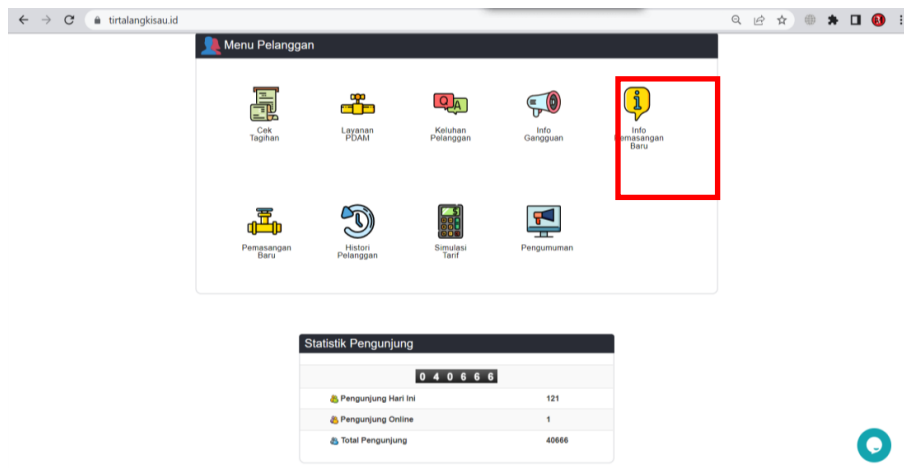 tirtalangkisau.id
Menu Pelanggan
Cek
Tagihan
Layanan
PDAM
Q A
Keluhan
Pelanggan
Info
Gangguan
i
Info
Pemasangan
Baru
Pemasangan
Baru
Histori
Pelanggan
Simulasi
Tarif
Pengumuman
Statistik Pengunjung
0 4 0 6 6 6
Pengunjung Hari Ini 121
Pengunjung Online 1
Total Pengunjung 40666